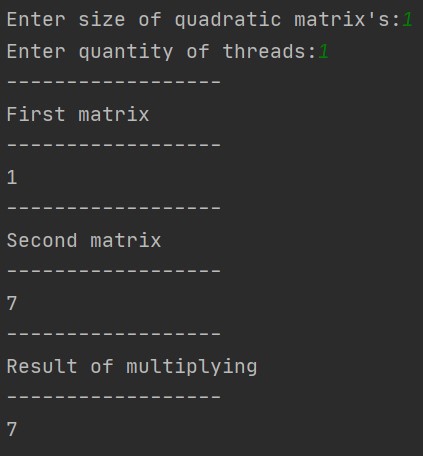 Enter size of quadratic matrix's:1
Enter quantity of threads:1
------------------
First matrix
------------------
1
------------------
Second matrix
------------------
7
------------------
Result of multiplying
------------------
7